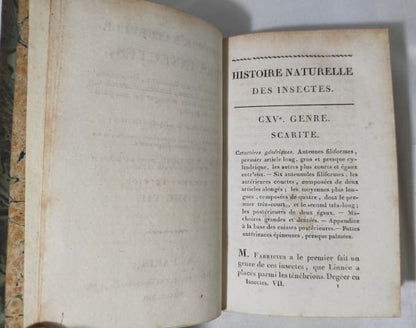 HISTOIRE NATURELLE
DES INSECTES.
CXVe. GENRE.
SCARITE.
Caractères génériques. Antennes filiformes,
premier article long, gros et presque cy-
lindrique, les autres plus courts et égaux
entr'eux. — Six antennules filiformes; les
antérieures courtes, composées de deux
articles alongés; les moyennes plus lon-
gues, composées de quatre, dont le pre-
mier très-court, et le second très-long;
les postérieures de deux égaux. — Mâ-
choires grandes et dentées. — Appendice
à la base des cuisses postérieures. — Pattes
antérieures épineuses, presque palmées.
M. FABRICIUS a le premier fait un
genre de ces insectes, que Linnée a
placés parmi les ténébrions. Degéer en
Insectes. VII. 1